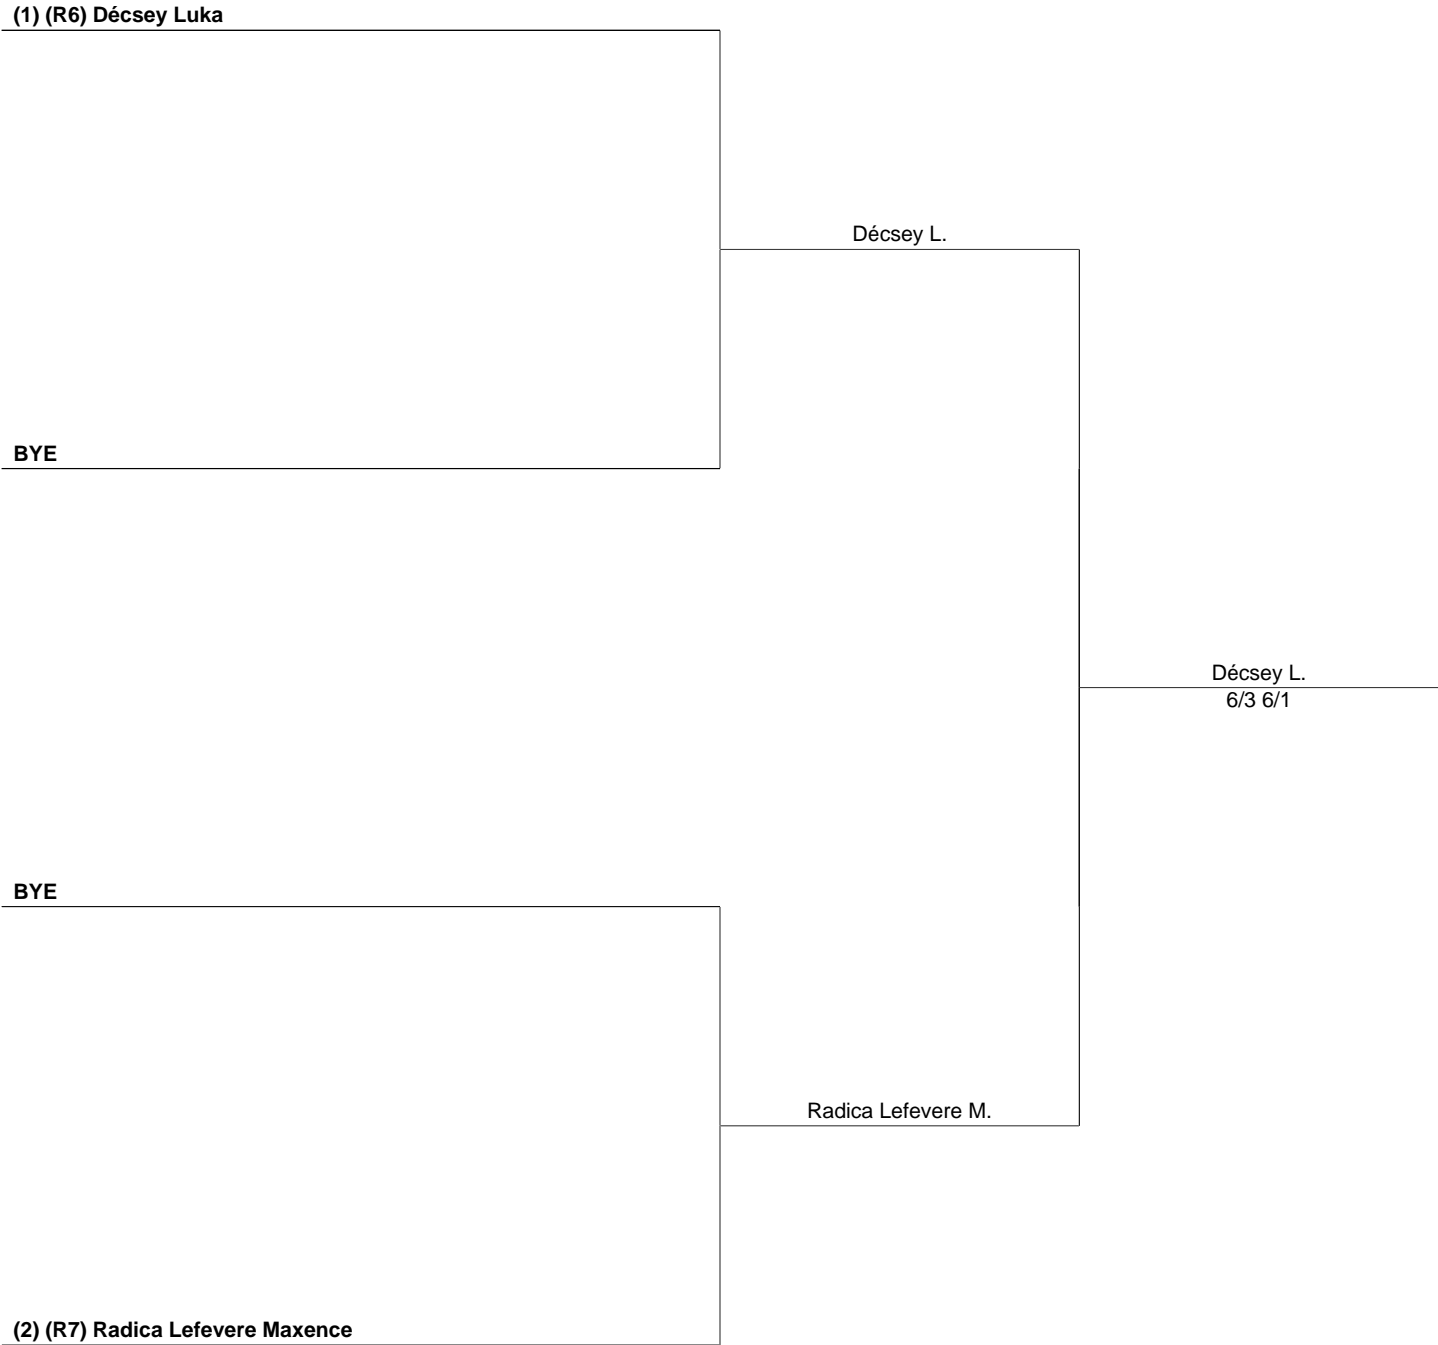 (1) (R6) Décsey Luka
Décsey L.
BYE
Décsey L.
6/3 6/1
BYE
Radica Lefevere M.
(2) (R7) Radica Lefevere Maxence